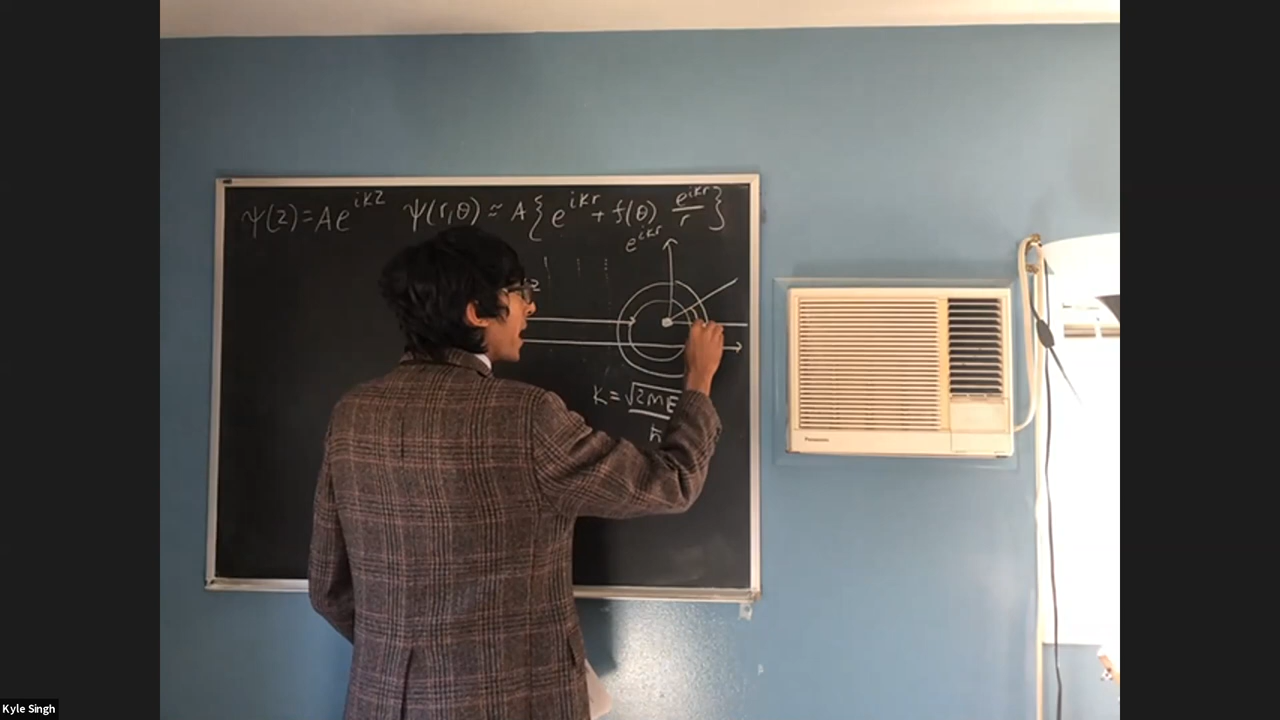 ψ(z)=Ae^{ikz} ψ(r,θ) ≈ A{e^{ikr} + f(θ) e^{ikr}/r}
e^{ikr}
z
K = √2mE/ħ
Panasonic
Kyle Singh